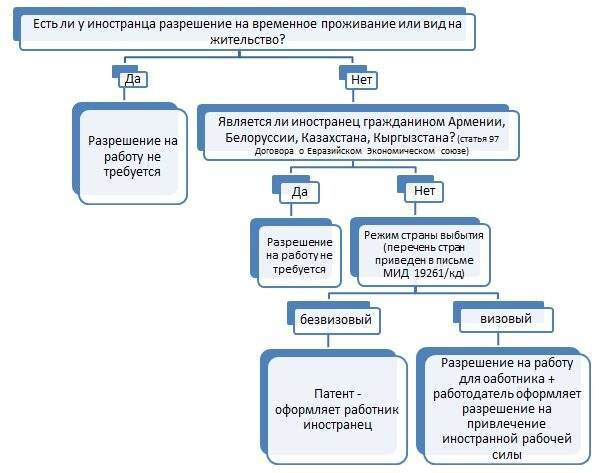 Есть ли у иностранца разрешение на временное проживание или вид на
жительство?
Да
Нет
Разрешение на
работу не
требуется
Является ли иностранец гражданином Армении,
Белоруссии, Казахстана, Кыргызстана? (статья 97
Договора о Евразийском Экономическом союзе)
Да
Нет
Разрешение
на работу не
требуется
Режим страны выбытия
(перечень стран
приведен в письме
МИД 19261/кд)
безвизовый
визовый
Патент -
оформляет работник
иностранец
Разрешение на работу
для оаботника +
работодатель оформляет
разрешение на
привлечение
иностранной рабочей
силы